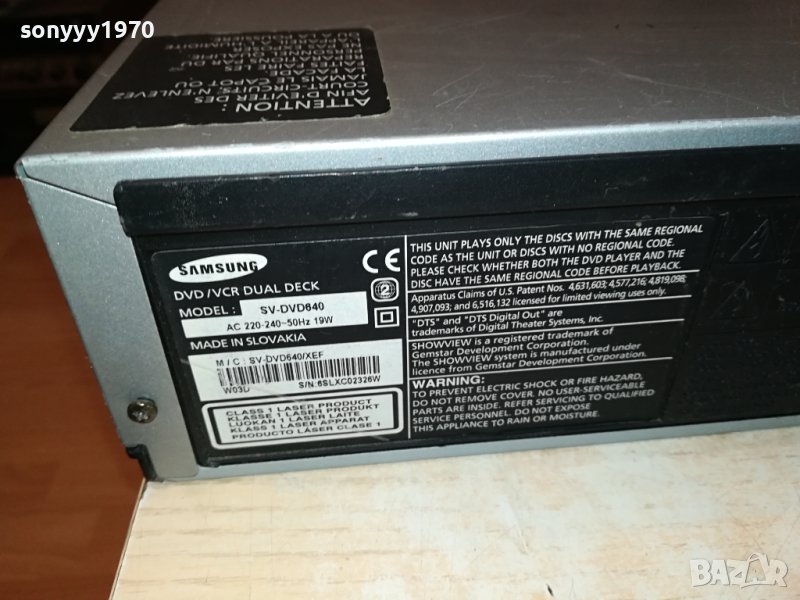 sonyyy1970
ATTENTION :
AFIN D'EVITER DES
COURT-CIRCUITS, N'ENLEVEZ
JAMAIS LE CAPOT OU
SAMSUNG
DVD/VCR DUAL DECK
MODEL : SV-DVD640
AC 220-240~50Hz 19W
MADE IN SLOVAKIA
CE
2
M/C: SV-DVD640/XEF
W03D S/N:6SLXC02326W
CLASS 1 LASER PRODUCT
KLASSE 1 LASER PRODUKT
LUOKAN 1 LASER LAITE
KLASS 1 LASER APPARAT
PRODUCTO LÁSER CLASE 1
THIS UNIT PLAYS ONLY THE DISCS WITH THE SAME REGIONAL
CODE AS THE UNIT OR DISCS WITH NO REGIONAL CODE.
PLEASE CHECK WHETHER BOTH THE DVD PLAYER AND THE
DISC HAVE THE SAME REGIONAL CODE BEFORE PLAYBACK.
Apparatus Claims of U.S. Patent Nos. 4,631,603; 4,577,216; 4,819,098;
4,907,093; and 6,516,132 licensed for limited viewing uses only.
"DTS" and "DTS Digital Out" are
trademarks of Digital Theater Systems, Inc.
SHOWVIEW is a registered trademark of
Gemstar Development Corporation.
The SHOWVIEW system is manufactured under
licence from Gemstar Development Corporation.
WARNING:
TO PREVENT ELECTRIC SHOCK OR FIRE HAZARD,
DO NOT REMOVE COVER. NO USER-SERVICEABLE
PARTS ARE INSIDE. REFER SERVICING TO QUALIFIED
SERVICE PERSONNEL. DO NOT EXPOSE
THIS APPLIANCE TO RAIN OR MOISTURE.
BAZAR